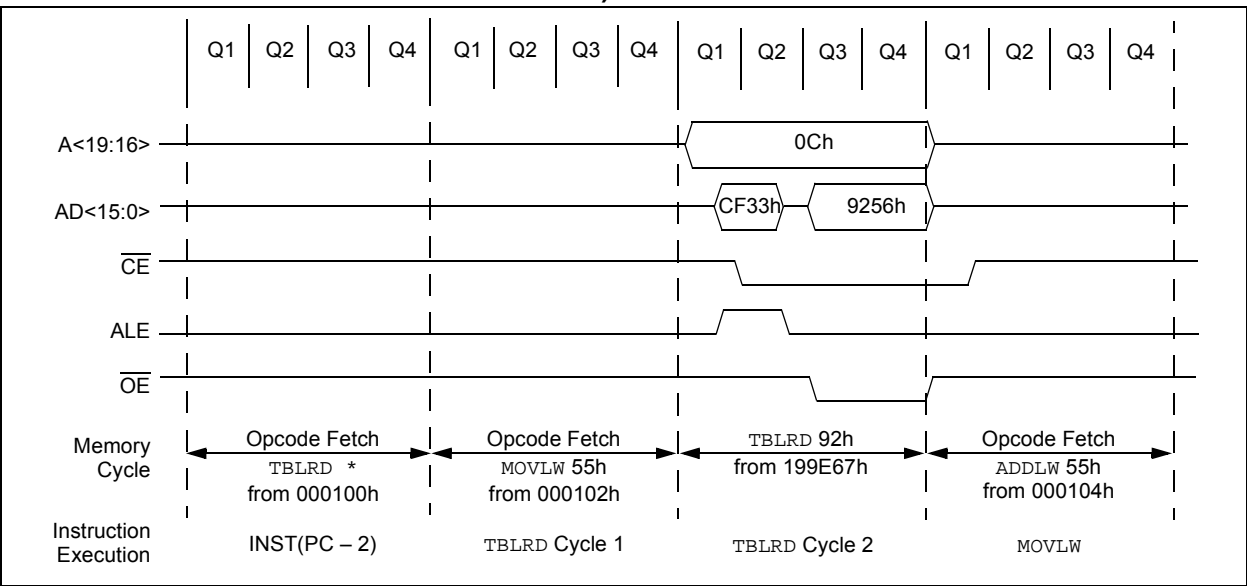 Q1 Q2 Q3 Q4 Q1 Q2 Q3 Q4 Q1 Q2 Q3 Q4 Q1 Q2 Q3 Q4
A<19:16> 0Ch
AD<15:0> CF33h 9256h
CE
ALE
OE
Memory Cycle
Opcode Fetch
TBLRD *
from 000100h
Opcode Fetch
MOVLW 55h
from 000102h
TBLRD 92h
from 199E67h
Opcode Fetch
ADDLW 55h
from 000104h
Instruction Execution
INST(PC – 2)
TBLRD Cycle 1
TBLRD Cycle 2
MOVLW